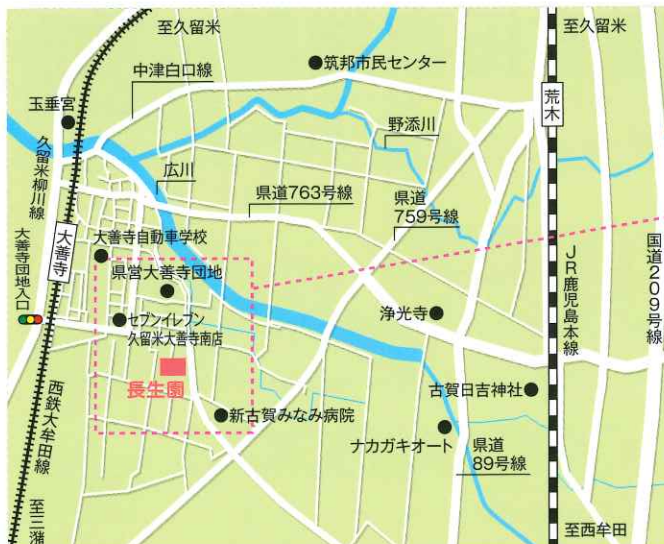 至久留米
至久留米
中津白口線
筑邦市民センター
玉垂宮
荒木
野添川
久留米柳川線
広川
県道763号線
県道
759号線
大善寺
大善寺団地入口
大善寺自動車学校
県営大善寺団地
国道209号線
JR鹿児島本線
セブンイレブン
久留米大善寺南店
浄光寺
長生園
西鉄大牟田線
新古賀みなみ病院
古賀日吉神社
ナカガキオート
県道
89号線
至三潴
至西牟田